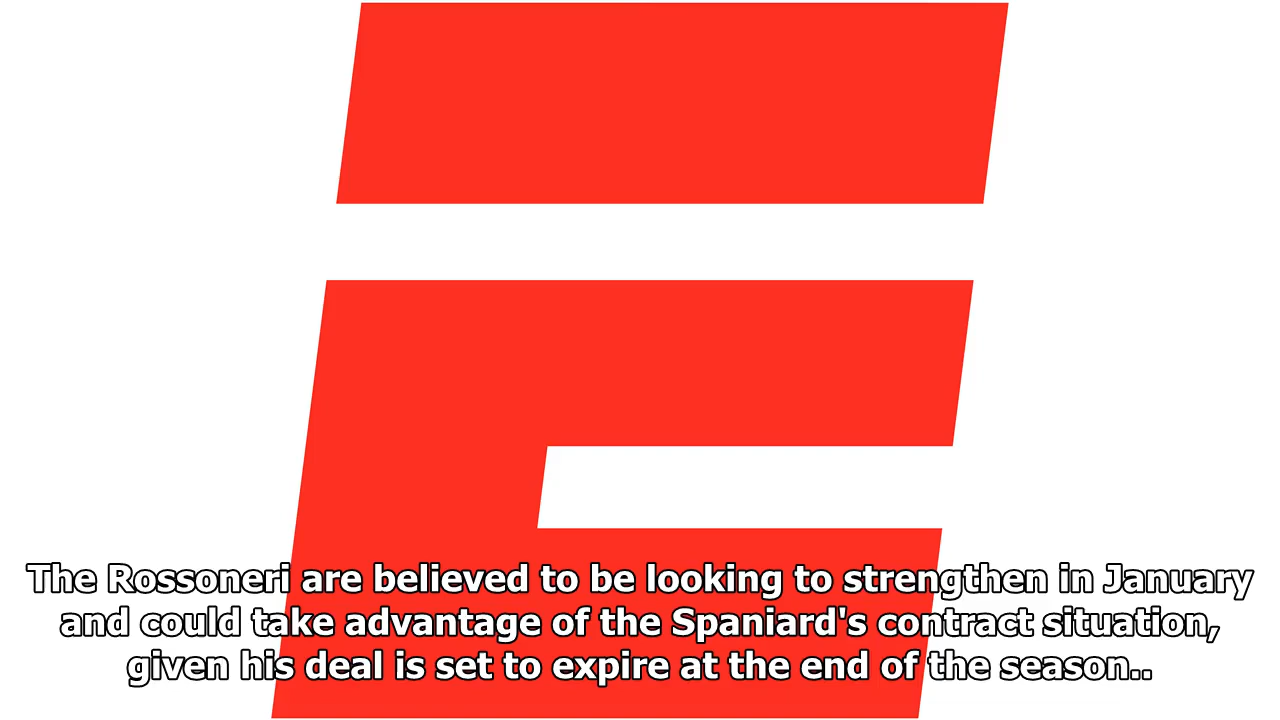 The Rossoneri are believed to be looking to strengthen in January
and could take advantage of the Spaniard's contract situation,
given his deal is set to expire at the end of the season..